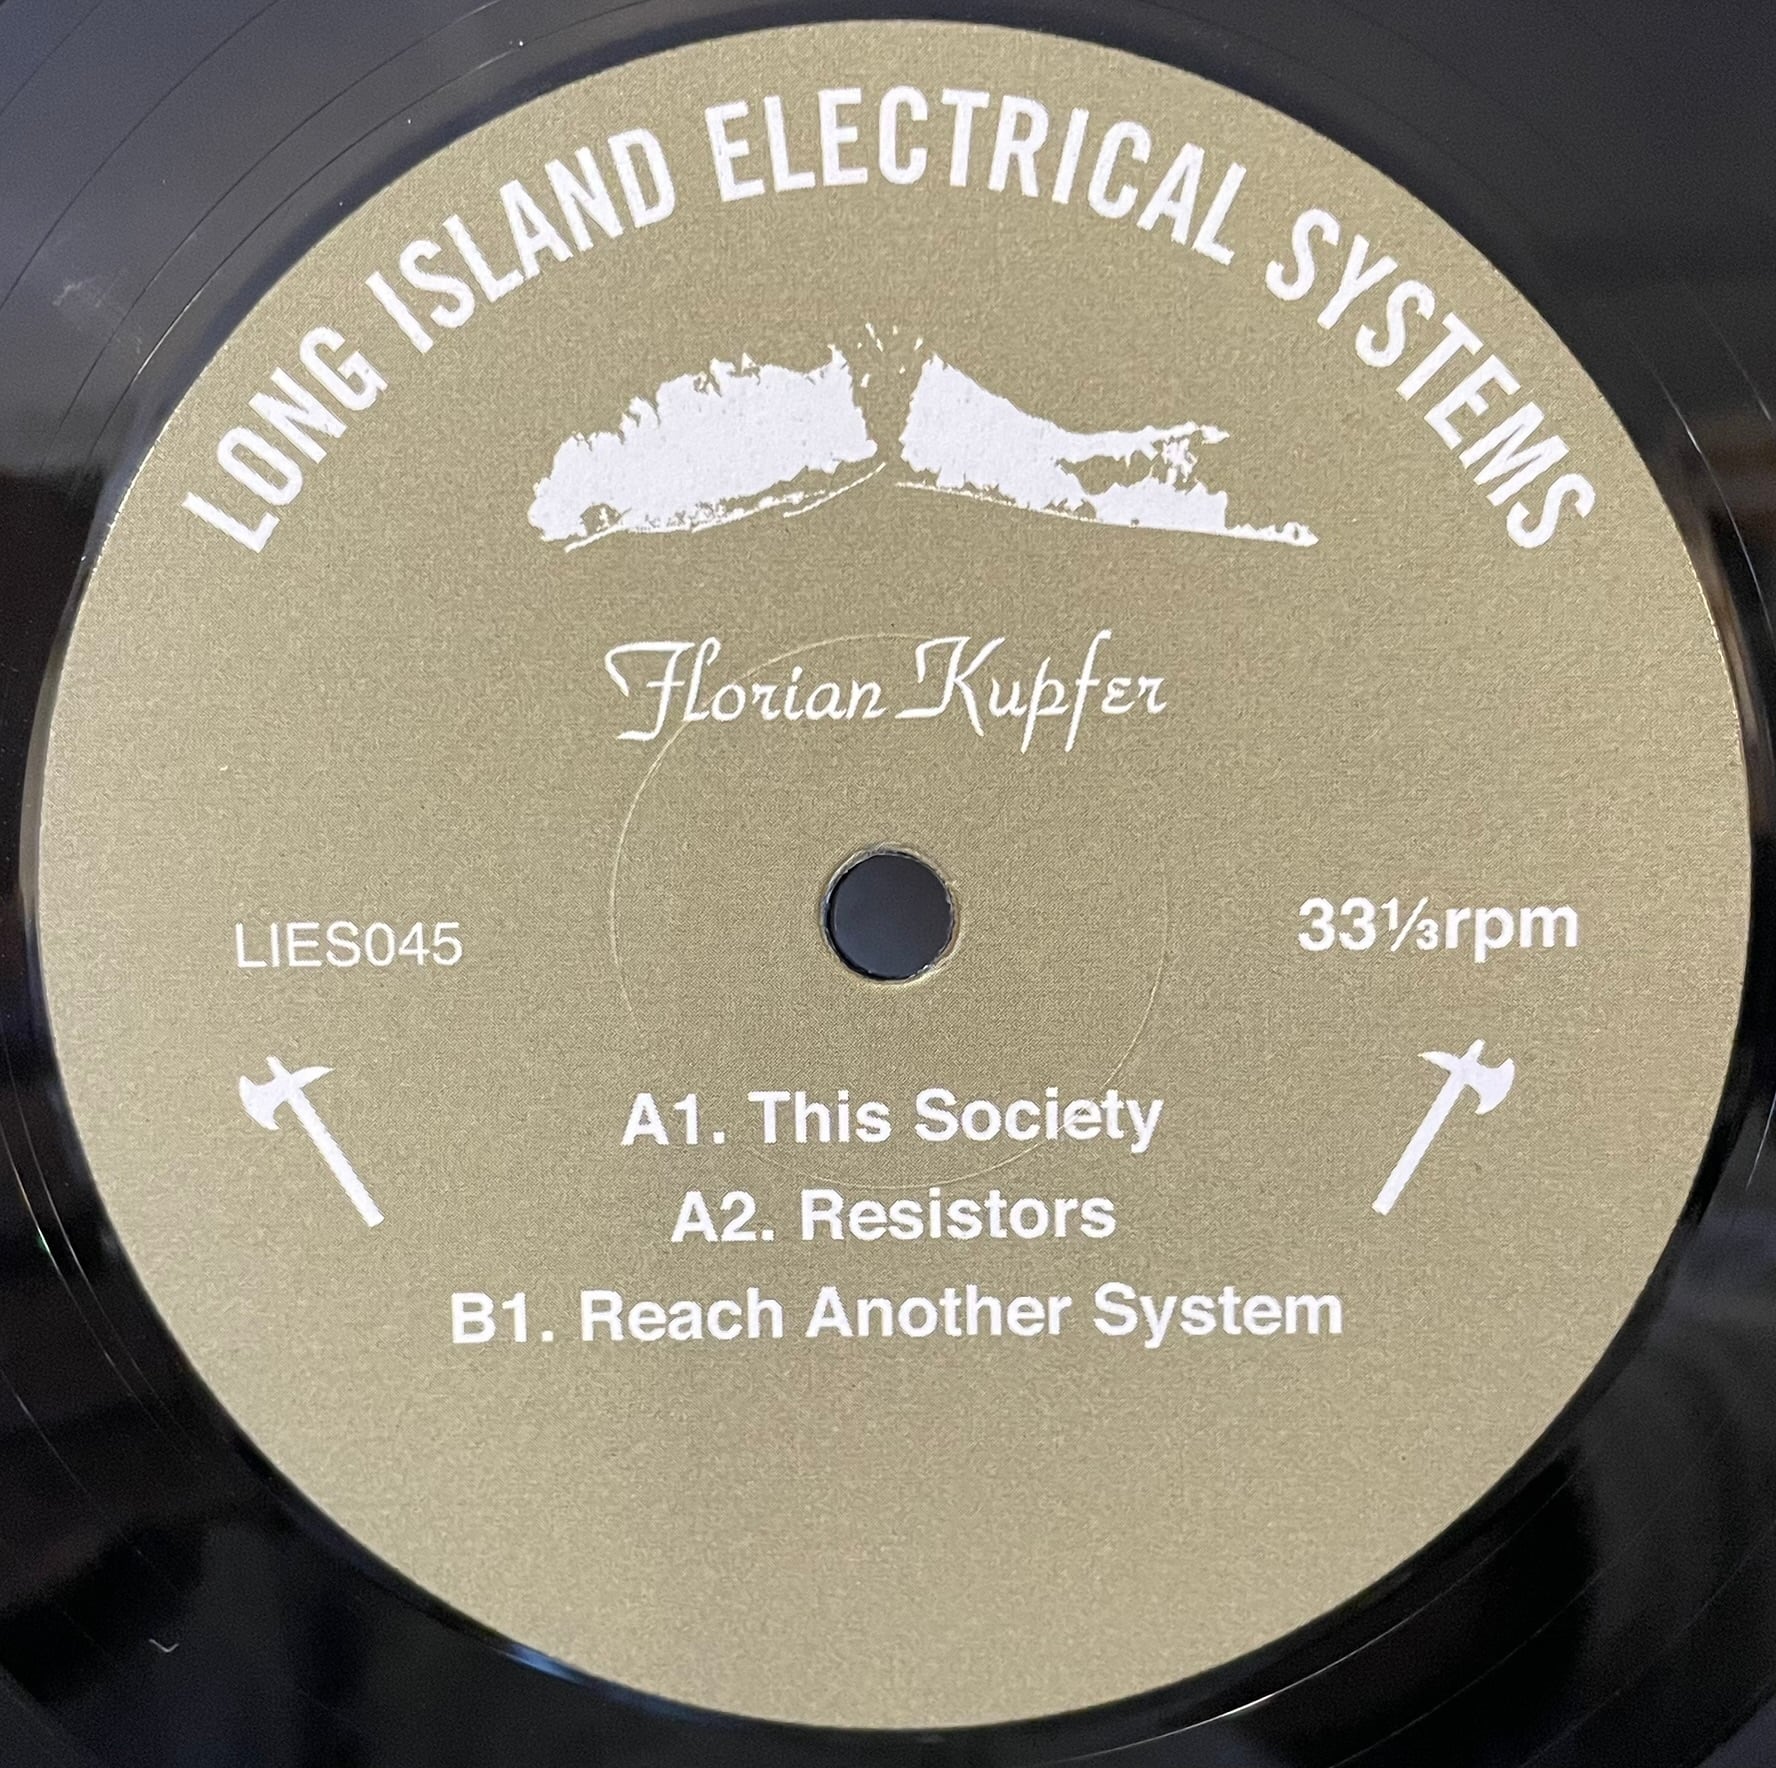 LONG ISLAND ELECTRICAL SYSTEMS
Florian Kupfer
LIES045
33⅓rpm
A1. This Society
A2. Resistors
B1. Reach Another System